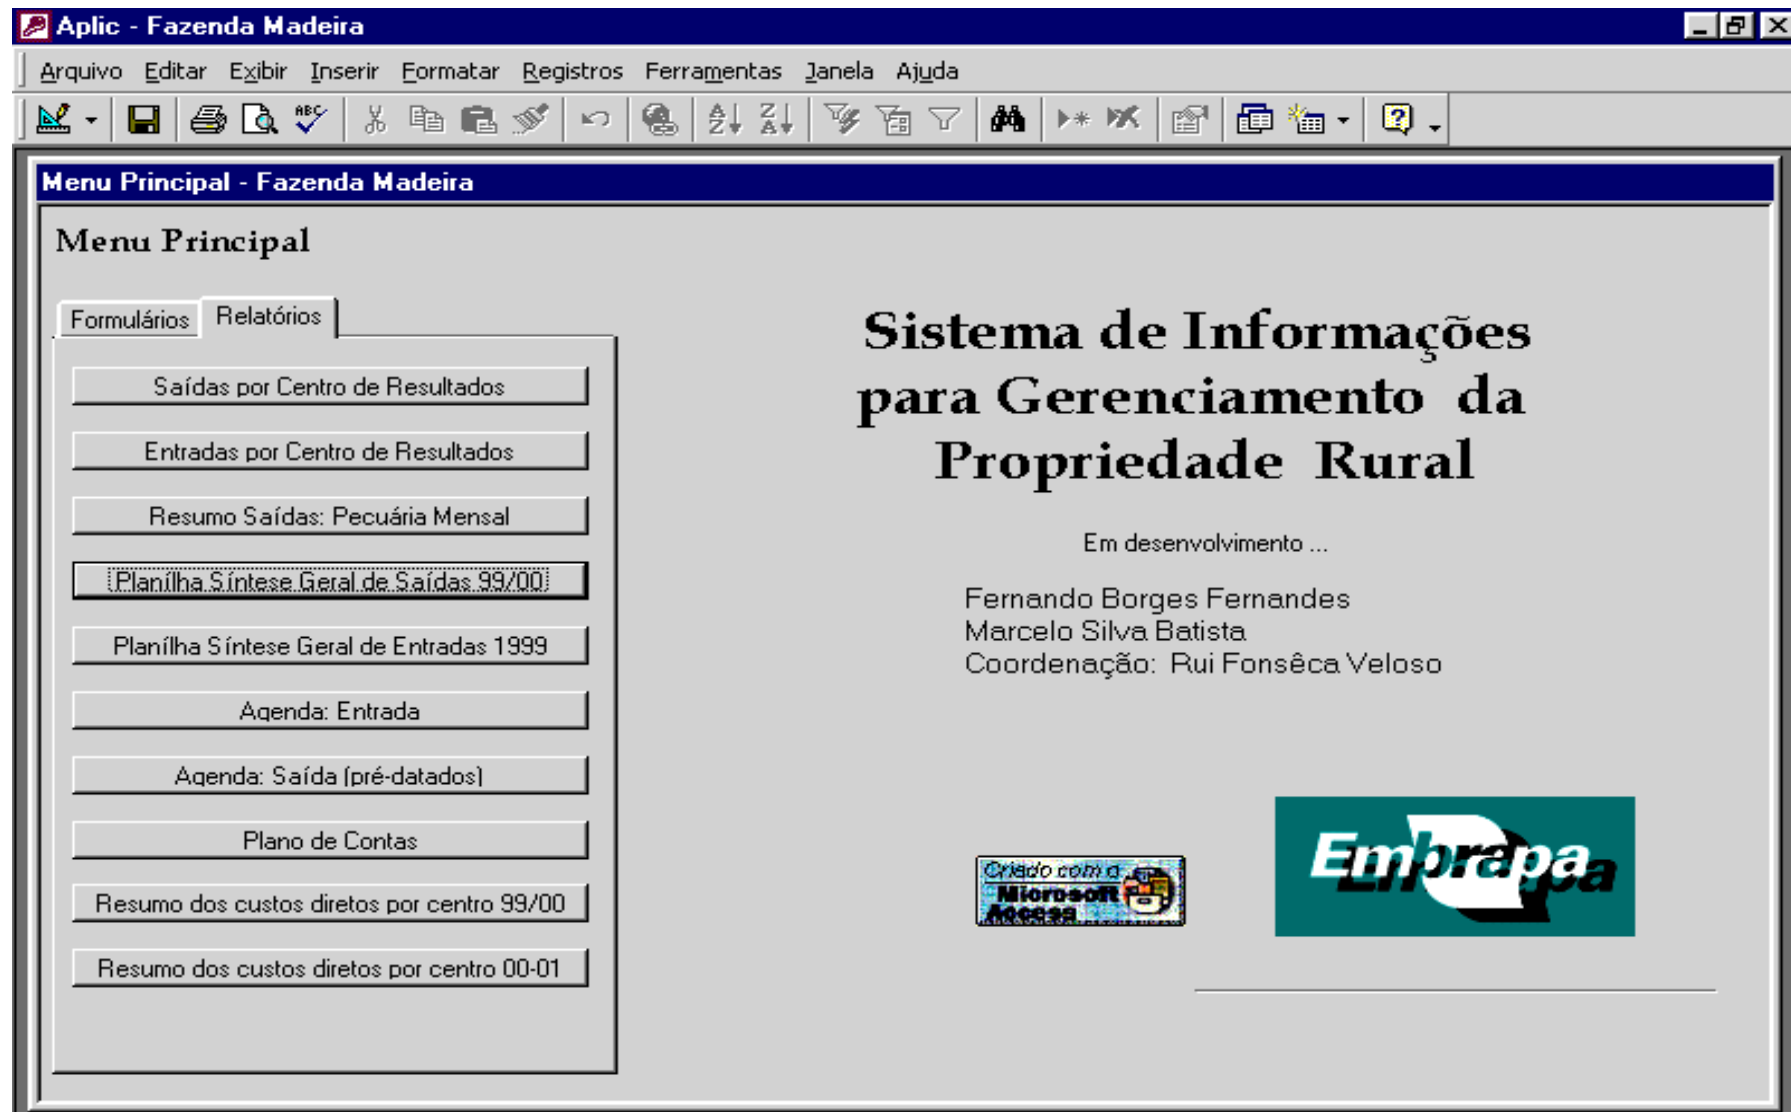 Aplic - Fazenda Madeira
Arquivo Editar Exibir Inserir Formatar Registros Ferramentas Janela Ajuda
Menu Principal - Fazenda Madeira
Menu Principal
Formulários Relatórios
Saídas por Centro de Resultados
Entradas por Centro de Resultados
Resumo Saídas: Pecuária Mensal
Planílha Síntese Geral de Saídas 99/00
Planílha Síntese Geral de Entradas 1999
Agenda: Entrada
Agenda: Saída (pré-datados)
Plano de Contas
Resumo dos custos diretos por centro 99/00
Resumo dos custos diretos por centro 00-01
Sistema de Informações
para Gerenciamento da
Propriedade Rural
Em desenvolvimento ...
Fernando Borges Fernandes
Marcelo Silva Batista
Coordenação: Rui Fonsêca Veloso
Criado com o
Microsoft
Access
Embrapa